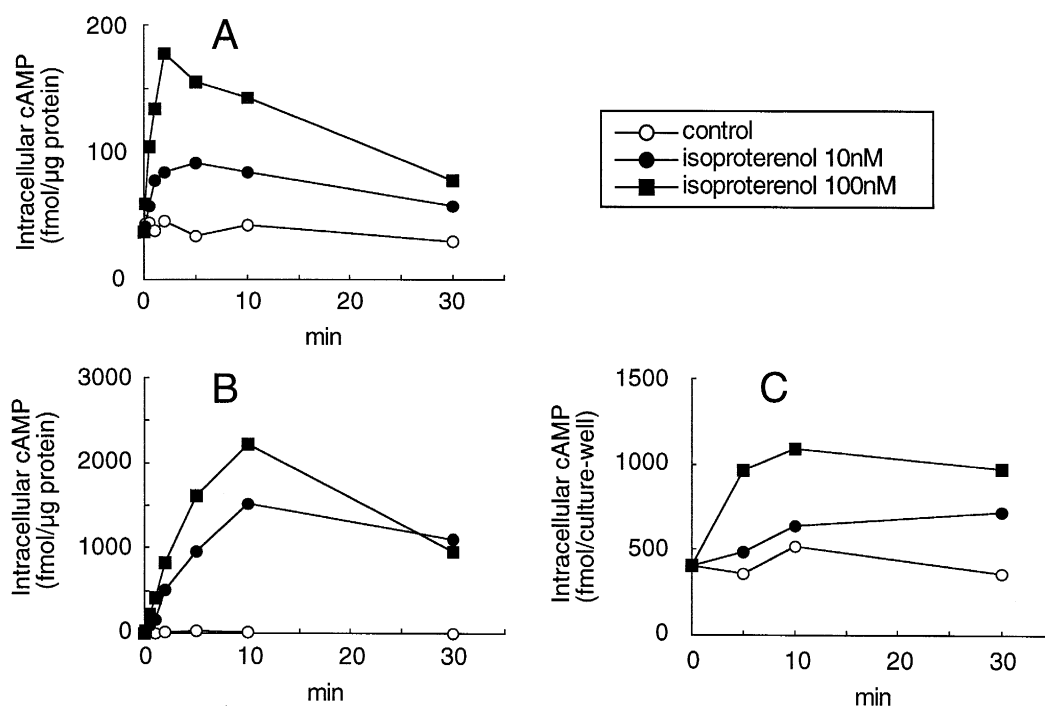 A
Intracellular cAMP
(fmol/µg protein)
200
100
0
0 10 20 30
min
control
isoproterenol 10nM
isoproterenol 100nM
B
Intracellular cAMP
(fmol/µg protein)
3000
2000
1000
0
0 10 20 30
min
C
Intracellular cAMP
(fmol/culture-well)
1500
1000
500
0
0 10 20 30
min